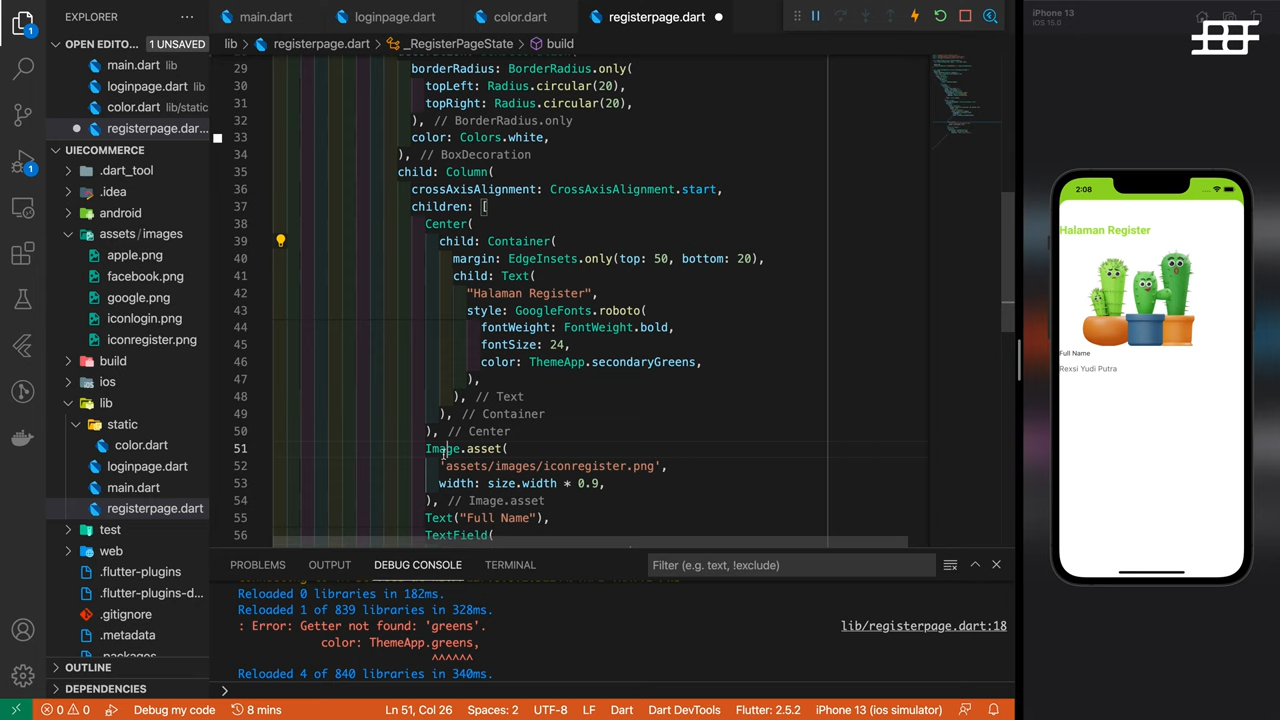 EXPLORER
main.dart
loginpage.dart
color.dart
registerpage.dart
iPhone 13
iOS 15.0
OPEN EDITO... 1 UNSAVED
main.dart lib
loginpage.dart lib
color.dart lib/static
registerpage.dart...
UIECOMMERCE
.dart_tool
.idea
android
assets/images
apple.png
facebook.png
google.png
iconlogin.png
iconregister.png
build
ios
lib
static
color.dart
loginpage.dart
main.dart
registerpage.dart
test
web
.flutter-plugins
.flutter-plugins-d...
.gitignore
.metadata
.packages
OUTLINE
DEPENDENCIES
lib > registerpage.dart > _RegisterPageState > build
29 borderRadius: BorderRadius.only(
30 topLeft: Radius.circular(20),
31 topRight: Radius.circular(20),
32 ), // BorderRadius.only
33 color: Colors.white,
34 ), // BoxDecoration
35 child: Column(
36 crossAxisAlignment: CrossAxisAlignment.start,
37 children: [
38 Center(
39 child: Container(
40 margin: EdgeInsets.only(top: 50, bottom: 20),
41 child: Text(
42 "Halaman Register",
43 style: GoogleFonts.roboto(
44 fontWeight: FontWeight.bold,
45 fontSize: 24,
46 color: ThemeApp.secondaryGreens,
47 ),
48 ), // Text
49 ), // Container
50 ), // Center
51 Image.asset(
52 'assets/images/iconregister.png',
53 width: size.width * 0.9,
54 ), // Image.asset
55 Text("Full Name"),
56 TextField(
PROBLEMS
OUTPUT
DEBUG CONSOLE
TERMINAL
Filter (e.g. text, !exclude)
Reloaded 0 libraries in 182ms.
Reloaded 1 of 839 libraries in 328ms.
: Error: Getter not found: 'greens'.
lib/registerpage.dart:18
color: ThemeApp.greens,
^^^^^^
Reloaded 4 of 840 libraries in 340ms.
2:08
Halaman Register
Full Name
Rexsi Yudi Putra
0 0 Debug my code 8 mins
Ln 51, Col 26 Spaces: 2 UTF-8 LF Dart Dart DevTools Flutter: 2.5.2 iPhone 13 (ios simulator)